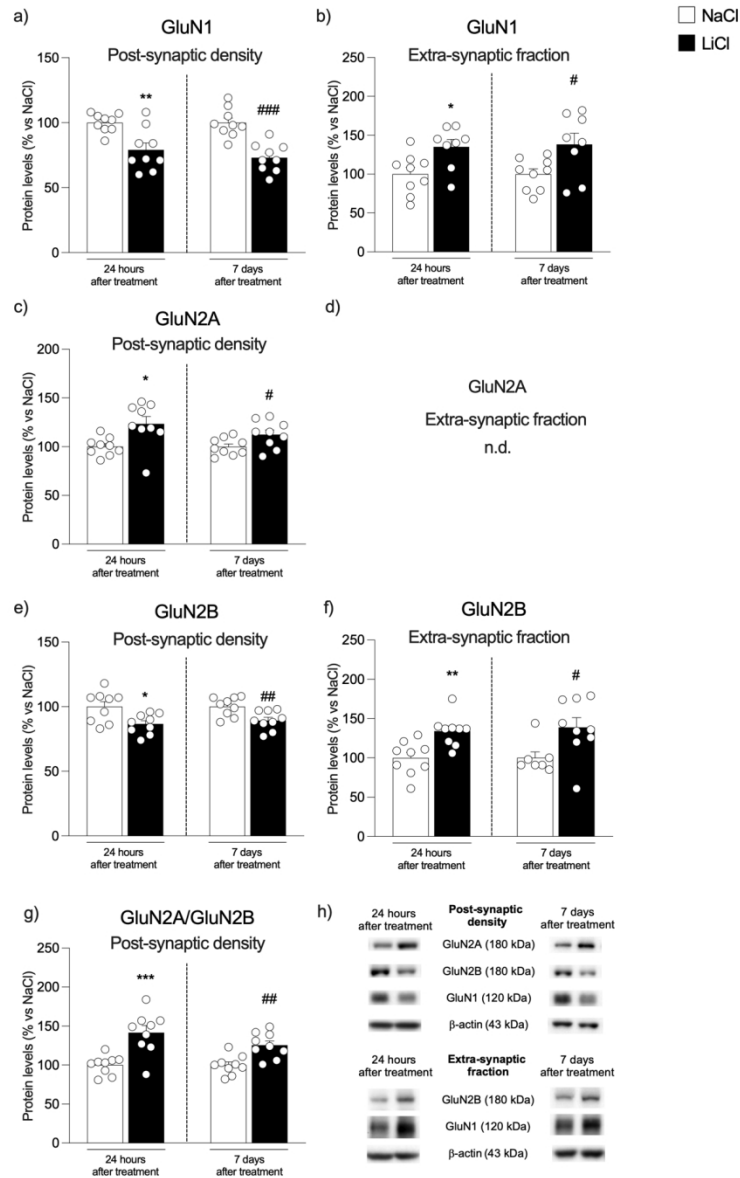 NaCl
LiCl
a)
GluN1
Post-synaptic density
Protein levels (% vs NaCl)
150
100
50
0
**
###
24 hours
after treatment
7 days
after treatment
b)
GluN1
Extra-synaptic fraction
Protein levels (% vs NaCl)
250
200
150
100
50
0
*
#
24 hours
after treatment
7 days
after treatment
c)
GluN2A
Post-synaptic density
Protein levels (% vs NaCl)
200
150
100
50
0
*
#
24 hours
after treatment
7 days
after treatment
d)
GluN2A
Extra-synaptic fraction
n.d.
e)
GluN2B
Post-synaptic density
Protein levels (% vs NaCl)
150
100
50
0
*
##
24 hours
after treatment
7 days
after treatment
f)
GluN2B
Extra-synaptic fraction
Protein levels (% vs NaCl)
250
200
150
100
50
0
**
#
24 hours
after treatment
7 days
after treatment
g)
GluN2A/GluN2B
Post-synaptic density
Protein levels (% vs NaCl)
200
150
100
50
0
***
##
24 hours
after treatment
7 days
after treatment
h)
24 hours
after treatment
Post-synaptic
density
7 days
after treatment
GluN2A (180 kDa)
GluN2B (180 kDa)
GluN1 (120 kDa)
β-actin (43 kDa)
24 hours
after treatment
Extra-synaptic
fraction
7 days
after treatment
GluN2B (180 kDa)
GluN1 (120 kDa)
β-actin (43 kDa)